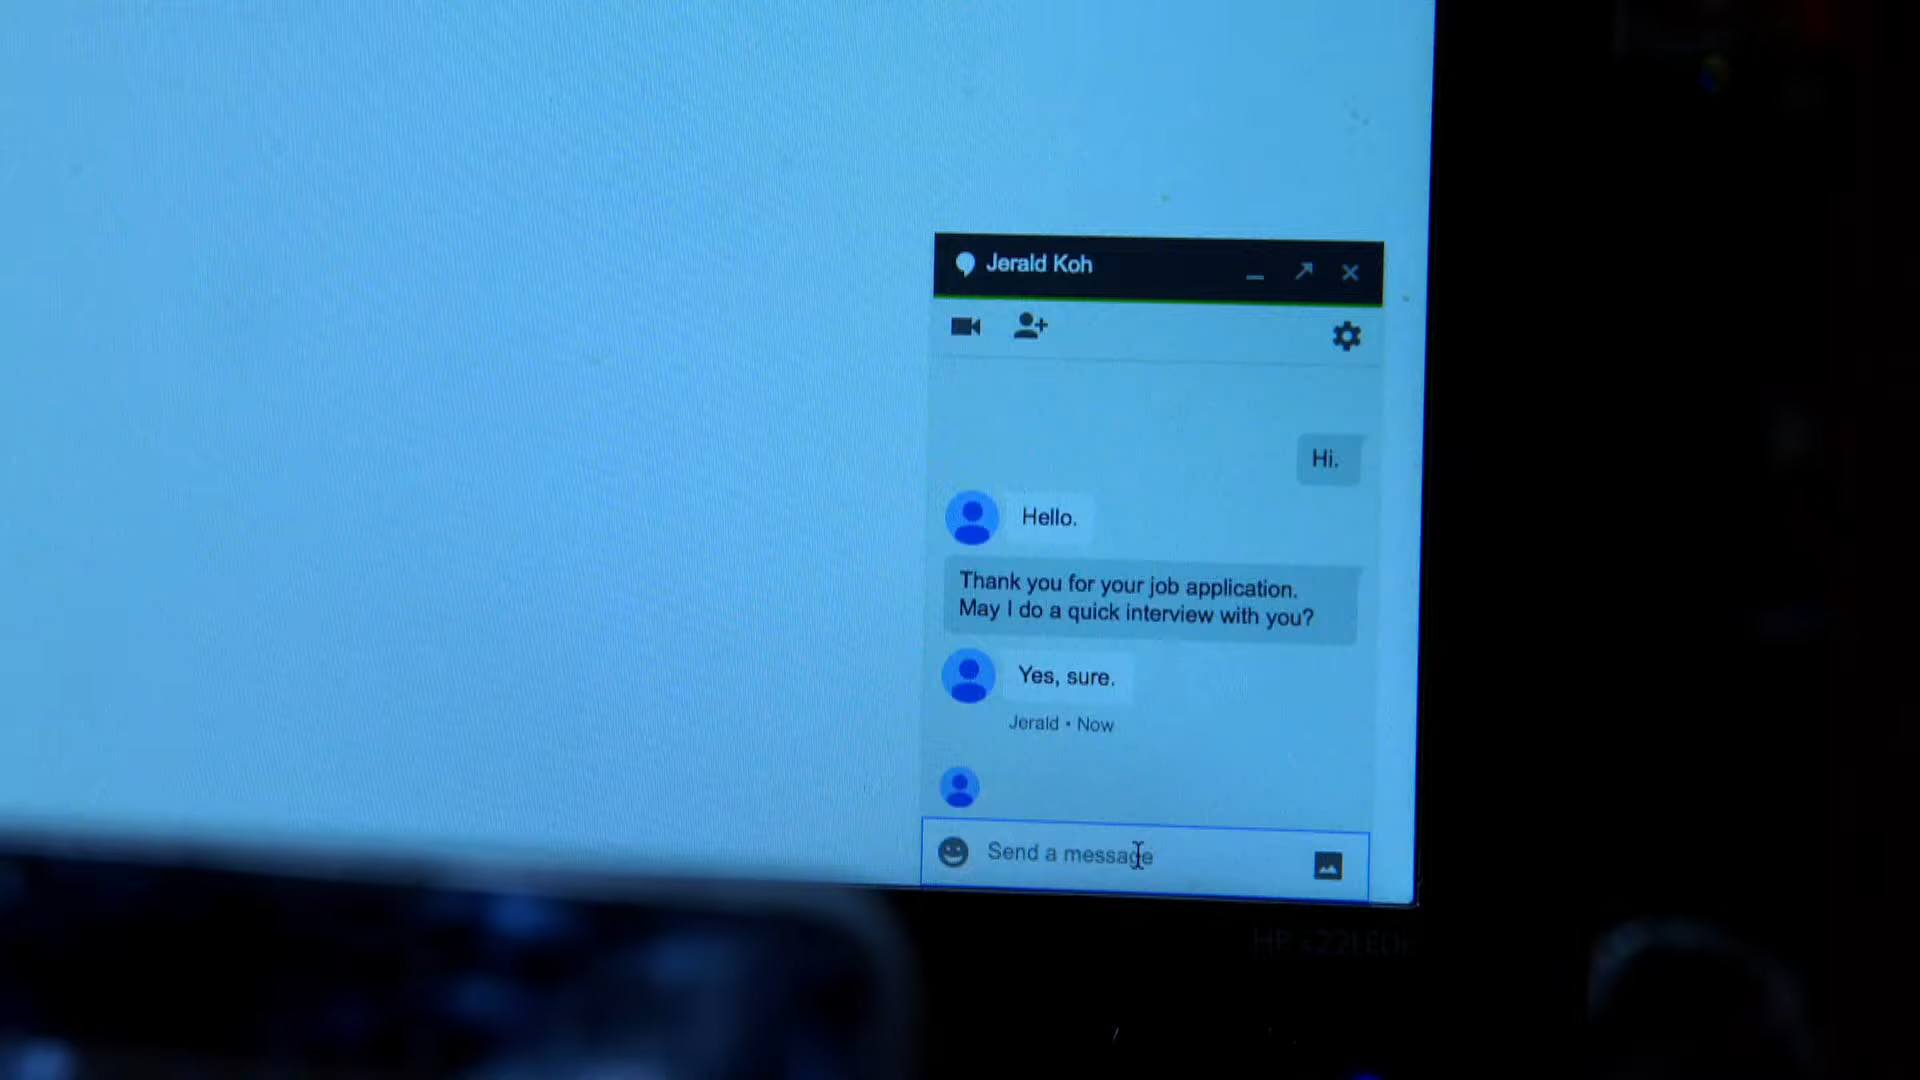 Jerald Koh
Hi.
Hello.
Thank you for your job application.
May I do a quick interview with you?
Yes, sure.
Jerald • Now
Send a message